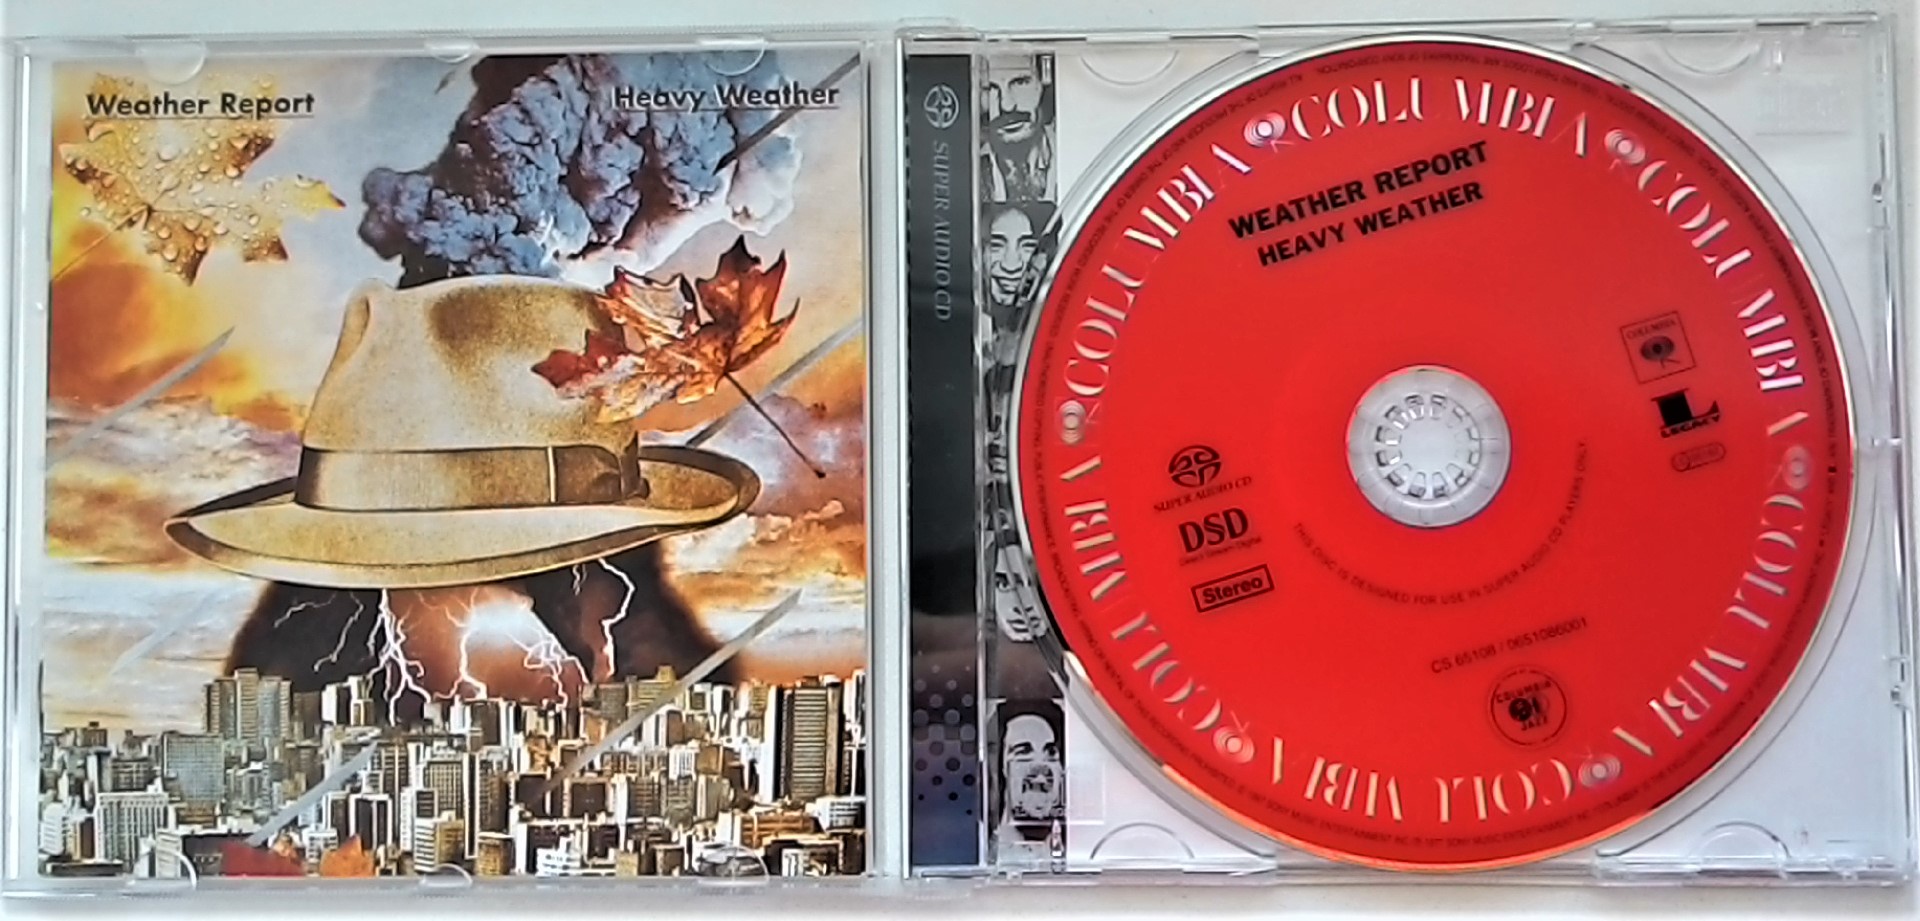 Weather Report
Heavy Weather
SUPER AUDIO CD
COLUMBIA COLUMBIA COLUMBIA COLUMBIA COLUMBIA COLUMBIA
WEATHER REPORT
HEAVY WEATHER
COLUMBIA
L
LEGACY
SUPER AUDIO CD
DSD
Direct Stream Digital
Stereo
THIS DISC IS DESIGNED FOR USE IN SUPER AUDIO CD PLAYERS ONLY
CS 65108 / 0651086001
COLUMBIA
JAZZ